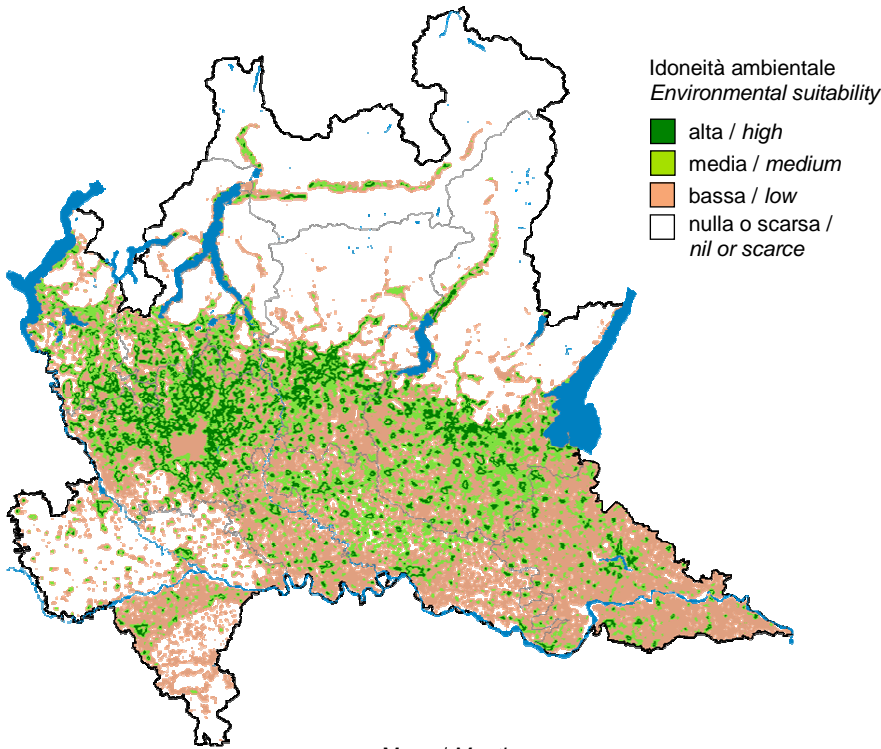 Idoneità ambientale
Environmental suitability
alta / high
media / medium
bassa / low
nulla o scarsa /
nil or scarce